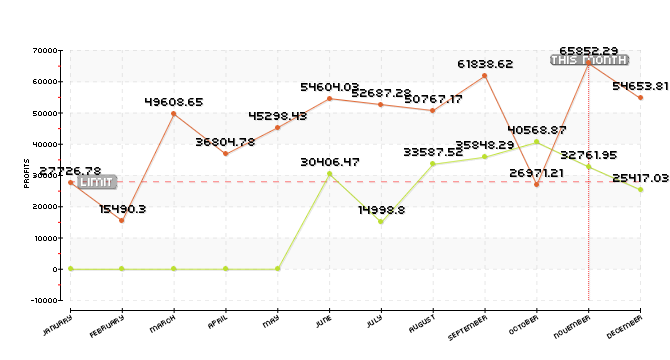 65852.29
THIS MONTH
70000
61838.62
60000
54604.03
52687.28
54653.81
50767.17
49608.65
50000
45298.43
40568.87
40000
36804.78
35848.29
33587.52
32761.95
30406.47
30000
27726.78
LIMIT
26971.21
25417.03
20000
15490.3
14998.8
10000
0
-10000
PROFITS
JANUARY
FEBRUARY
MARCH
APRIL
MAY
JUNE
JULY
AUGUST
SEPTEMBER
OCTOBER
NOVEMBER
DECEMBER